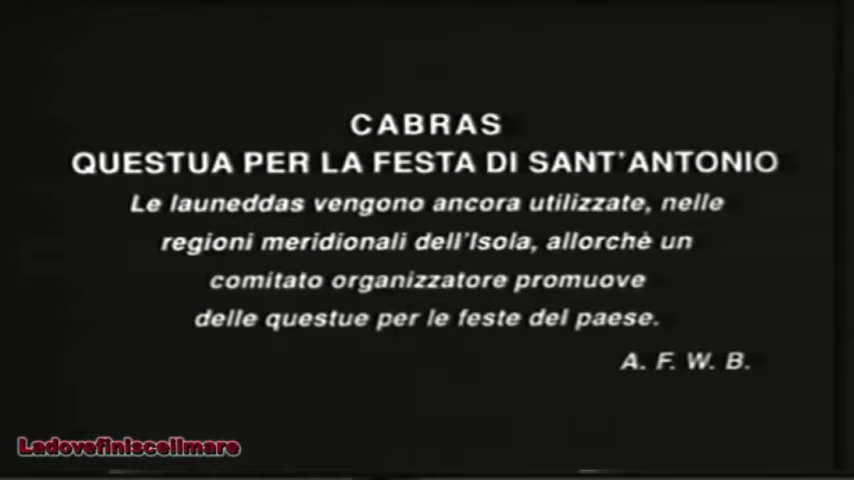 CABRAS
QUESTUA PER LA FESTA DI SANT'ANTONIO
Le launeddas vengono ancora utilizzate, nelle
regioni meridionali dell'Isola, allorchè un
comitato organizzatore promuove
delle questue per le feste del paese.
A. F. W. B.
Ladovefinisceilmare